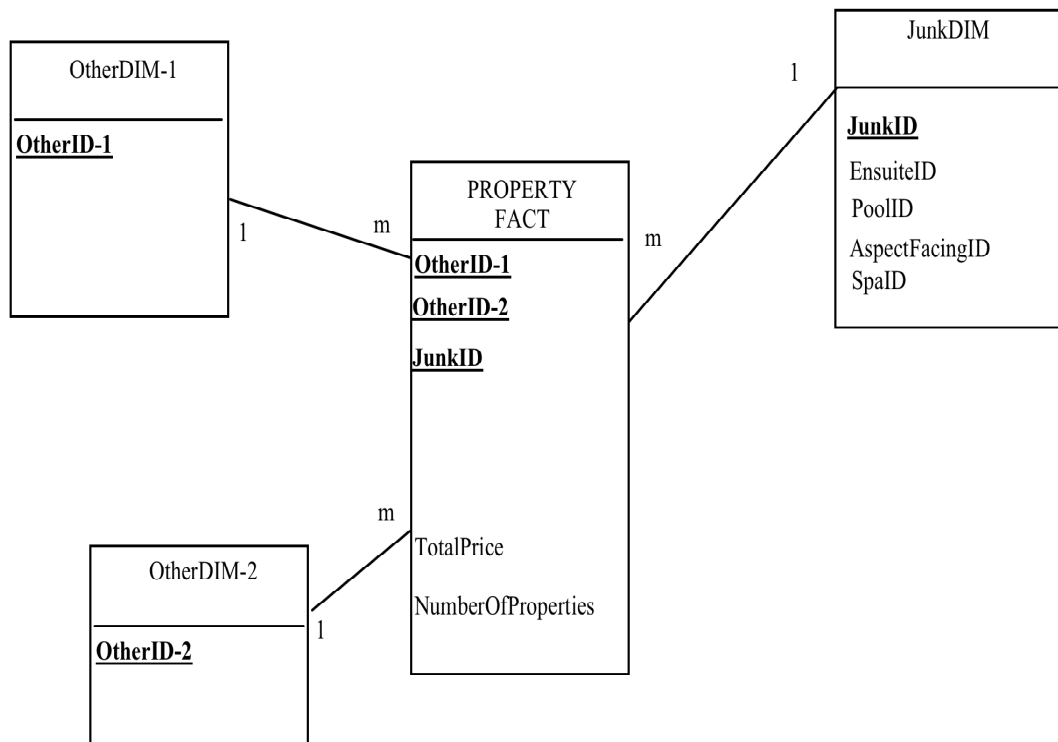 OtherDIM-1
OtherID-1
1
m
PROPERTY
FACT
OtherID-1
OtherID-2
JunkID
TotalPrice
NumberOfProperties
m
1
JunkDIM
JunkID
EnsuiteID
PoolID
AspectFacingID
SpaID
m
1
OtherDIM-2
OtherID-2